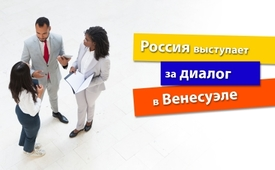 Россия выступает
за диалог
в Венесуэле